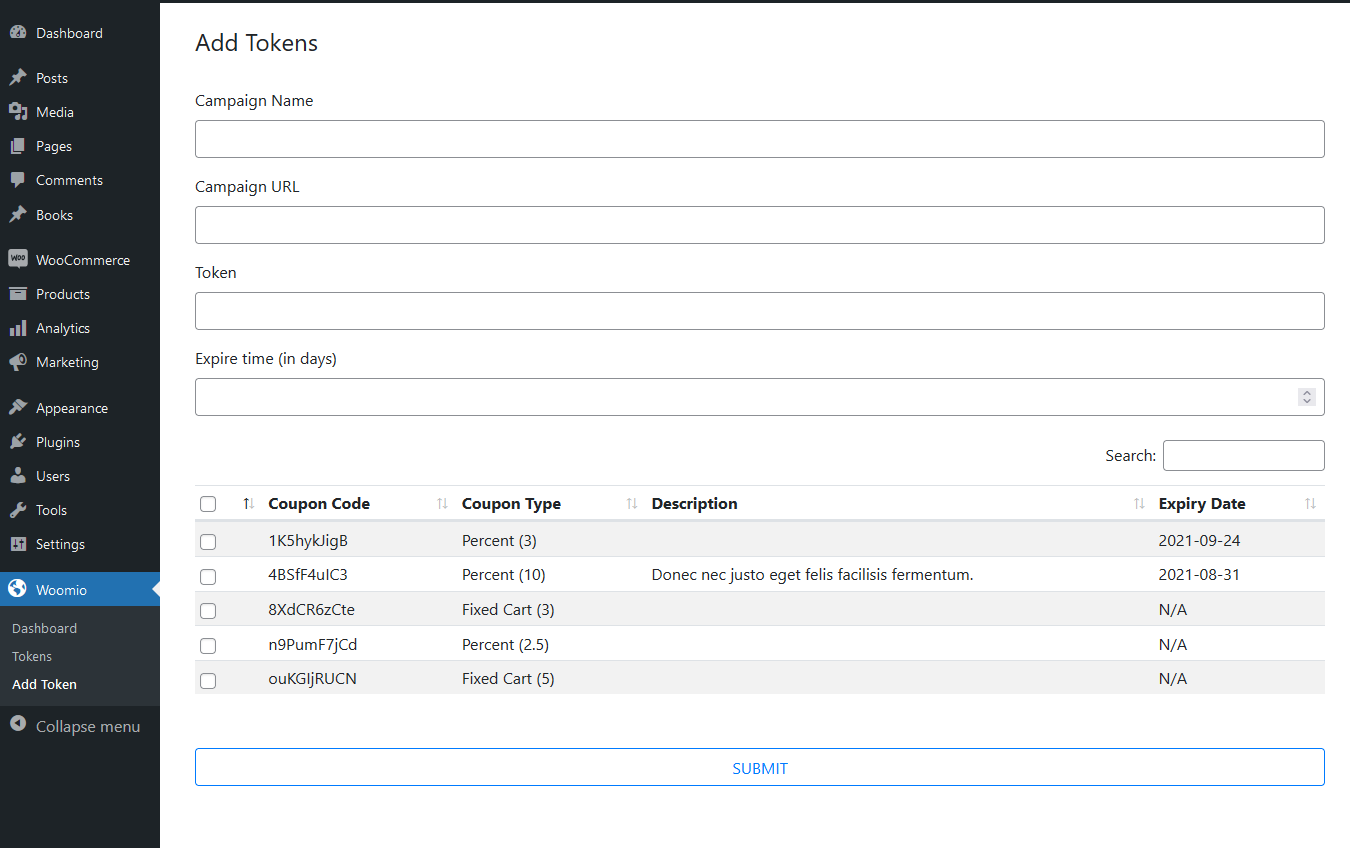 Dashboard
Posts
Media
Pages
Comments
Books
WOO WooCommerce
Products
Analytics
Marketing
Appearance
Plugins
Users
Tools
Settings
Woomio
Dashboard
Tokens
Add Token
Collapse menu
Add Tokens
Campaign Name
Campaign URL
Token
Expire time (in days)
Search:
Coupon Code Coupon Type Description Expiry Date
1K5hykJigB Percent (3) 2021-09-24
4BSfF4uIC3 Percent (10) Donec nec justo eget felis facilisis fermentum. 2021-08-31
8XdCR6zCte Fixed Cart (3) N/A
n9PumF7jCd Percent (2.5) N/A
ouKGljRUCN Fixed Cart (5) N/A
SUBMIT